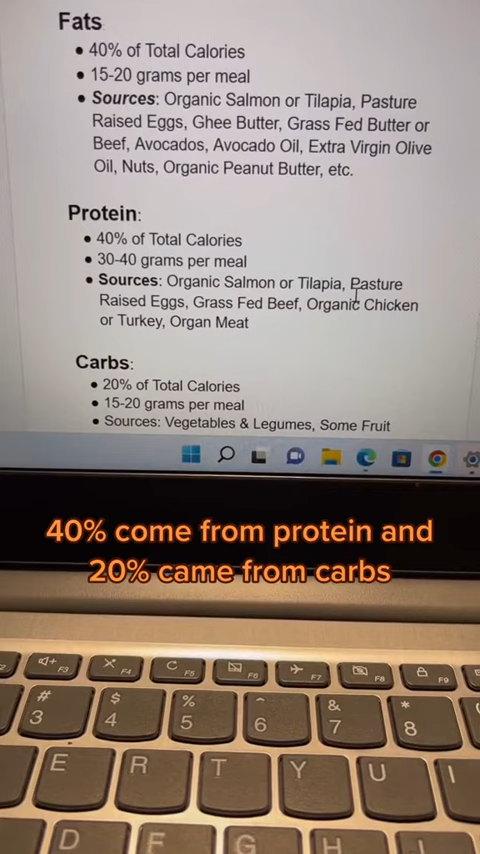 Fats
● 40% of Total Calories
● 15-20 grams per meal
● Sources: Organic Salmon or Tilapia, Pasture
Raised Eggs, Ghee Butter, Grass Fed Butter or
Beef, Avocados, Avocado Oil, Extra Virgin Olive
Oil, Nuts, Organic Peanut Butter, etc.
Protein:
● 40% of Total Calories
● 30-40 grams per meal
● Sources: Organic Salmon or Tilapia, Pasture
Raised Eggs, Grass Fed Beef, Organic Chicken
or Turkey, Organ Meat
Carbs:
● 20% of Total Calories
● 15-20 grams per meal
● Sources: Vegetables & Legumes, Some Fruit
40% come from protein and
20% came from carbs
F3 F4 F5 F6 F7 F8 F9
# $ % ^ & *
3 4 5 6 7 8
E R T Y U I
D F G H